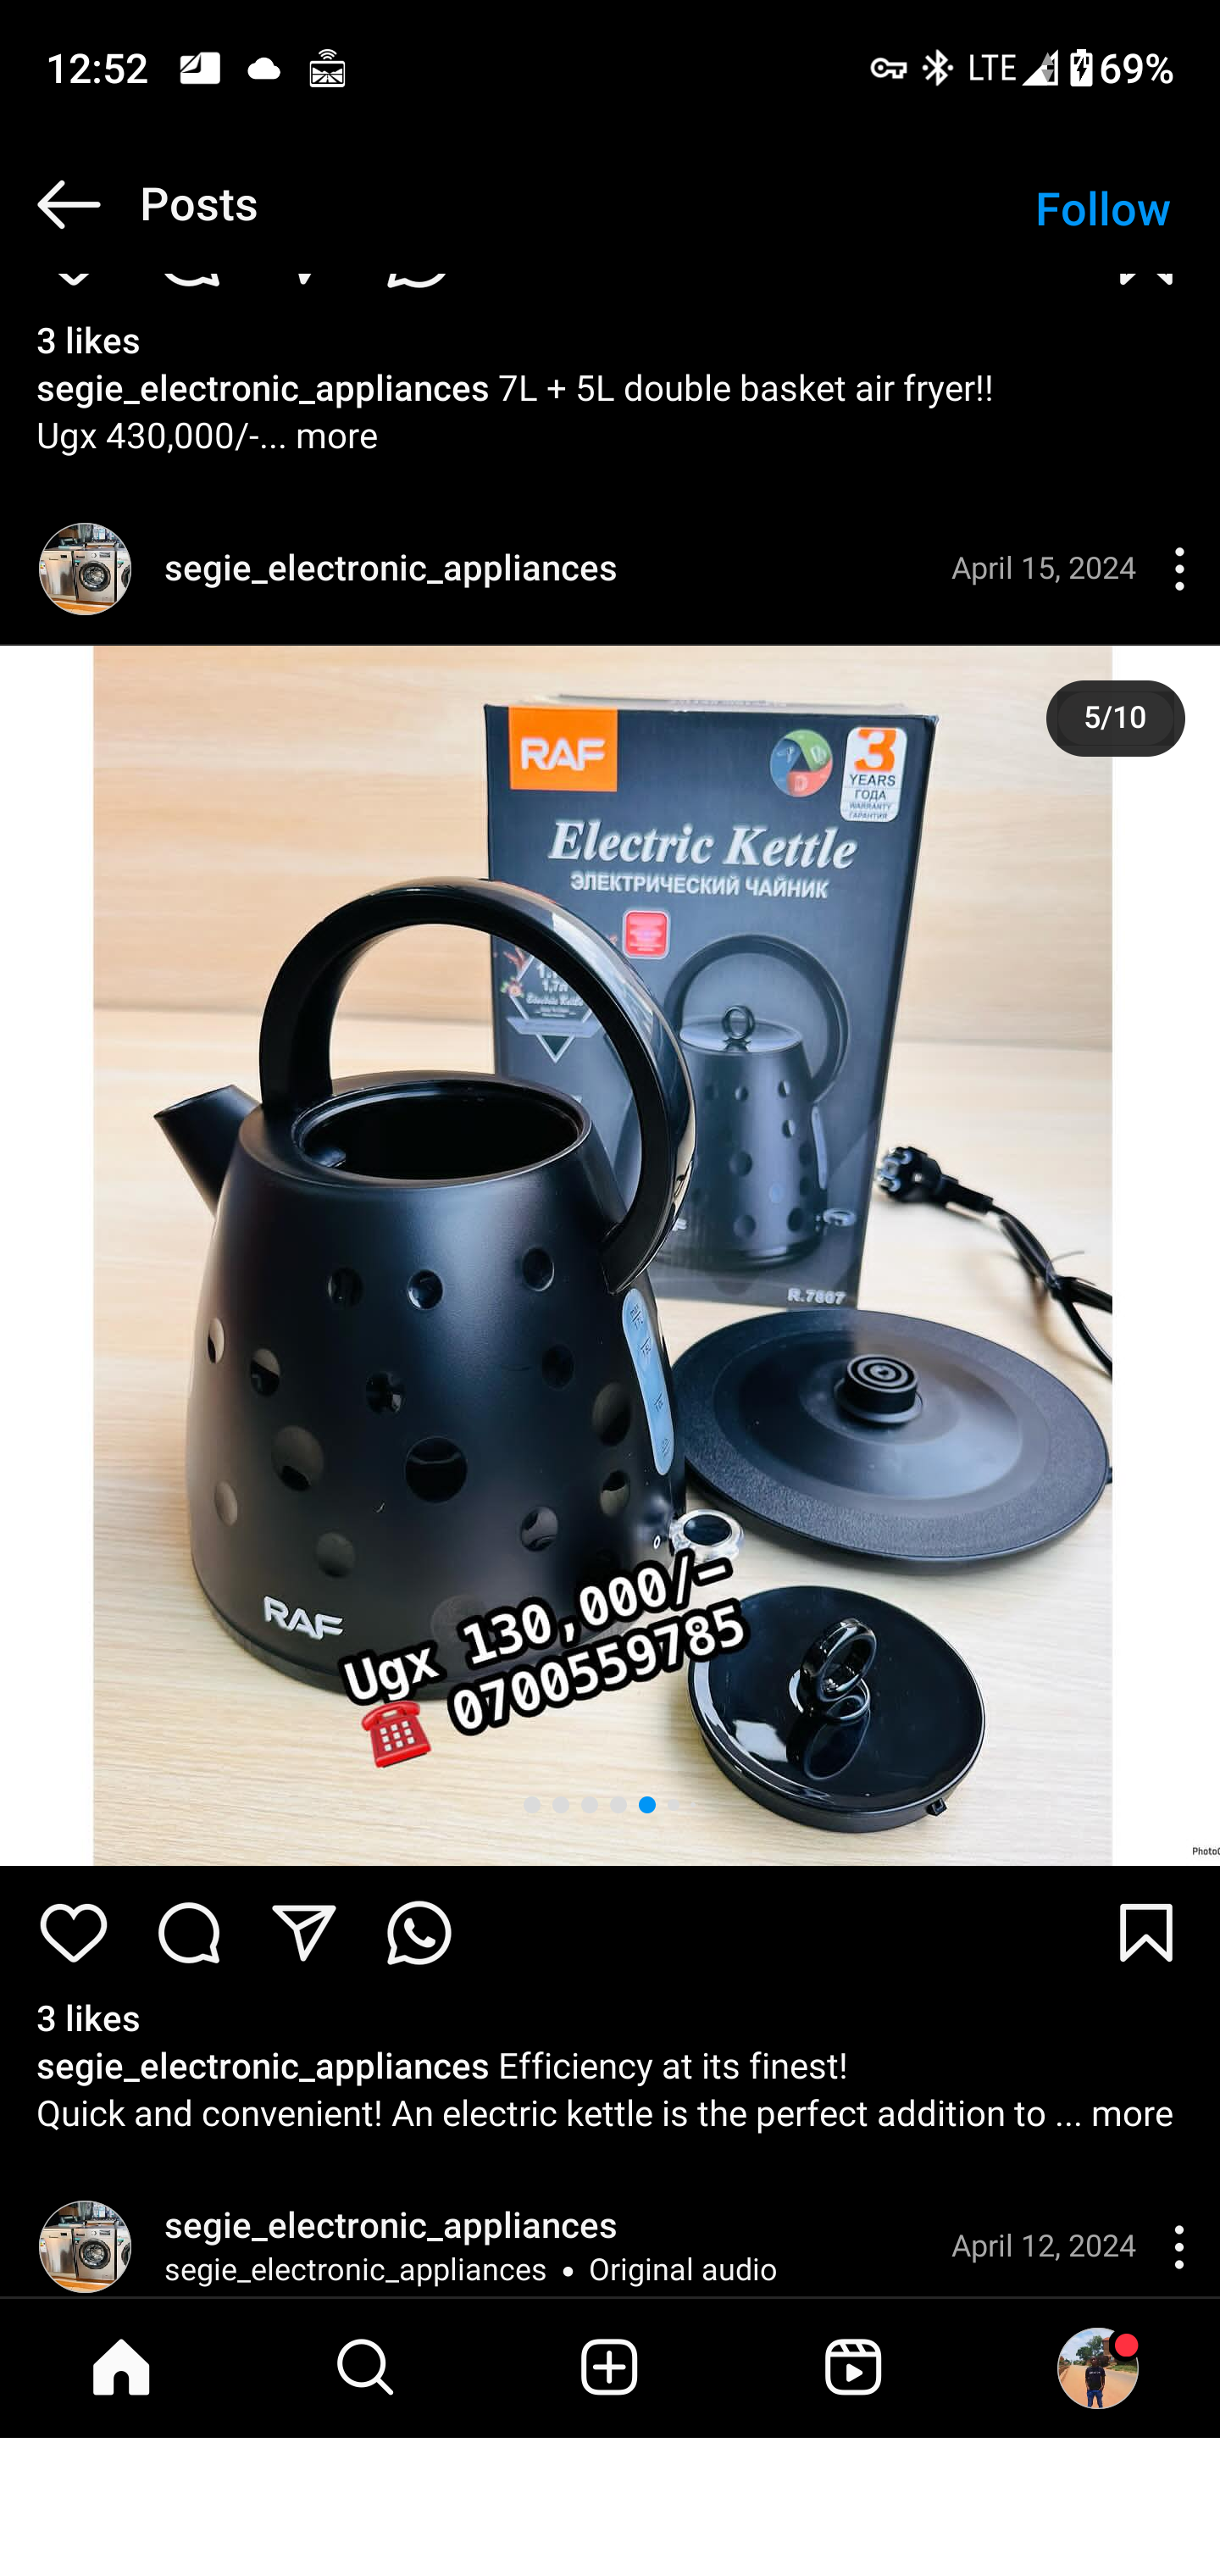 12:52
LTE
69%
Posts
Follow
3 likes
segie_electronic_appliances 7L + 5L double basket air fryer!!
Ugx 430,000/-... more
segie_electronic_appliances
April 15, 2024
5/10
RAF
3
YEARS
ГОДА
WARRANTY
ГАРАНТИЯ
D
Electric Kettle
ЭЛЕКТРИЧЕСКИЙ ЧАЙНИК
R.7807
RAF
Ugx 130,000/-
0700559785
3 likes
segie_electronic_appliances Efficiency at its finest!
Quick and convenient! An electric kettle is the perfect addition to ... more
segie_electronic_appliances
segie_electronic_appliances • Original audio
April 12, 2024